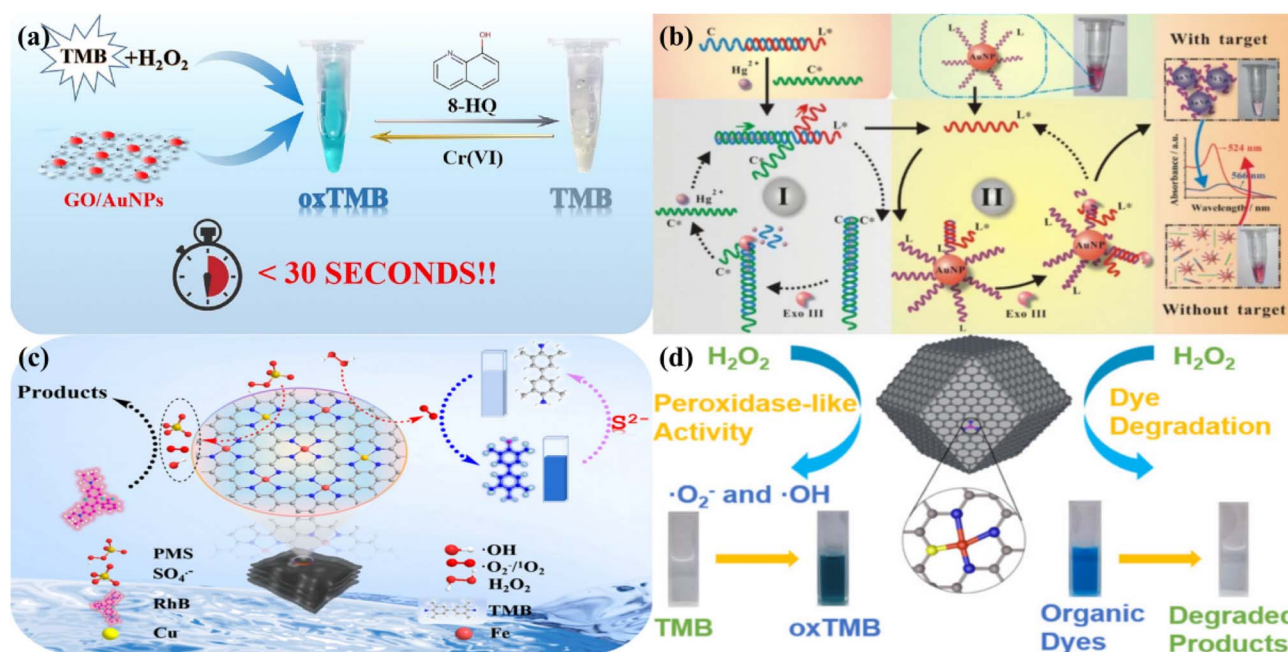 (a)
TMB +H₂O₂
GO/AuNPs
oxTMB
OH
N
8-HQ
Cr(VI)
TMB
< 30 SECONDS!!
(b)
C
L*
Hg²⁺
C*
L
L
AuNP
L*
C
L*
I
II
Hg²⁺
C*
C*
C
C*
Exo III
L*
L*
L
AuNP
L
L
Exo III
L*
L
AuNP
L
With target
Absorbance / a.u.
524 nm
566 nm
Wavelength / nm
Without target
(c)
Products
S²⁻
PMS
SO₄·⁻
RhB
Cu
·OH
·O₂⁻/¹O₂
H₂O₂
TMB
Fe
(d)
H₂O₂
H₂O₂
Peroxidase-like
Activity
Dye
Degradation
·O₂⁻ and ·OH
TMB
oxTMB
Organic
Dyes
Degraded
Products